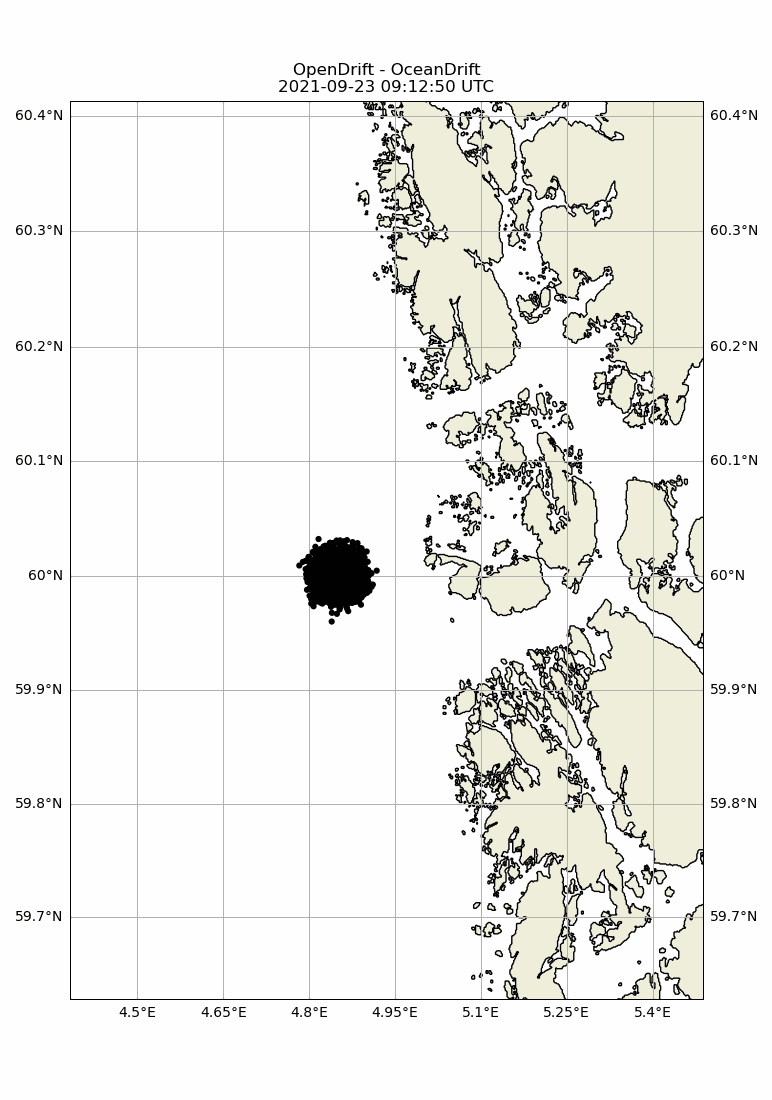 OpenDrift - OceanDrift
2021-09-23 09:12:50 UTC
60.4°N 60.4°N
60.3°N 60.3°N
60.2°N 60.2°N
60.1°N 60.1°N
60°N 60°N
59.9°N 59.9°N
59.8°N 59.8°N
59.7°N 59.7°N
4.5°E 4.65°E 4.8°E 4.95°E 5.1°E 5.25°E 5.4°E